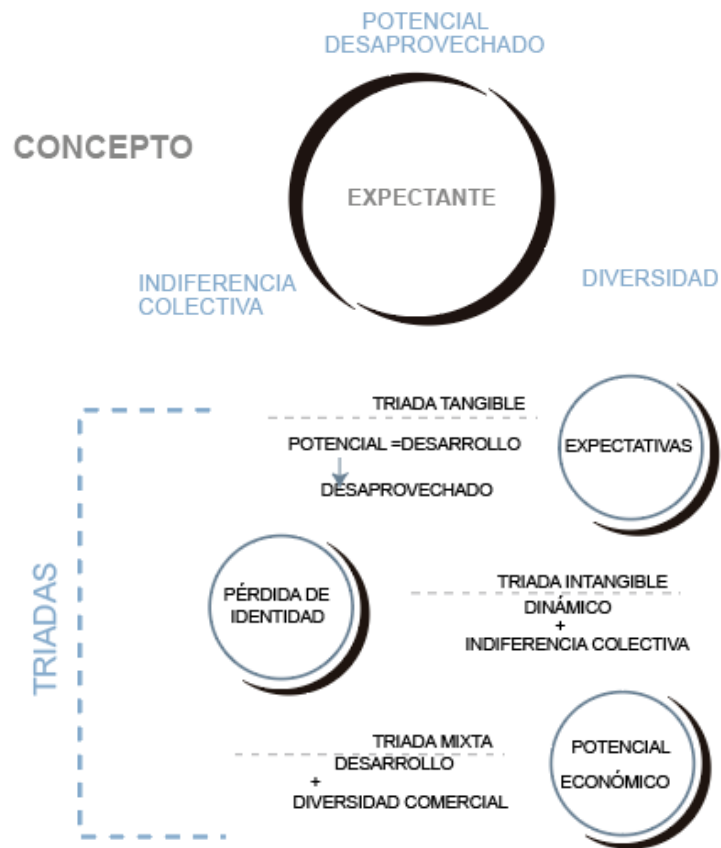 POTENCIAL
DESAPROVECHADO
CONCEPTO
EXPECTANTE
INDIFERENCIA
COLECTIVA
DIVERSIDAD
TRIADAS
TRIADA TANGIBLE
POTENCIAL =DESARROLLO
DESAPROVECHADO
EXPECTATIVAS
PÉRDIDA DE
IDENTIDAD
TRIADA INTANGIBLE
DINÁMICO
+
INDIFERENCIA COLECTIVA
TRIADA MIXTA
DESARROLLO
+
DIVERSIDAD COMERCIAL
POTENCIAL
ECONÓMICO